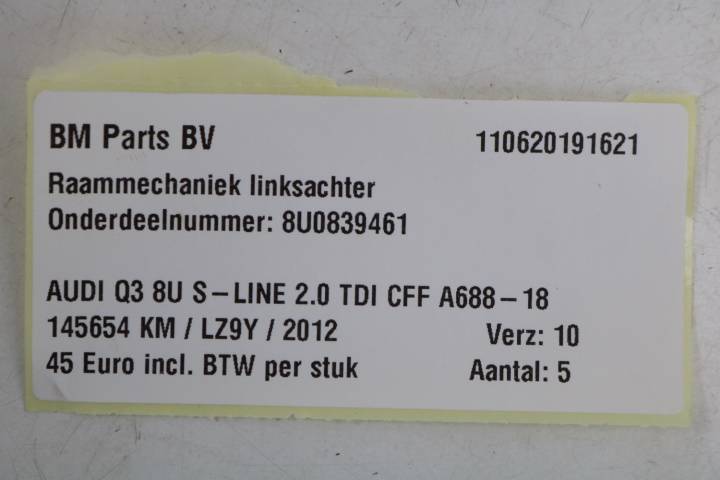 BM Parts BV 110620191621
Raammechaniek linksachter
Onderdeelnummer: 8U0839461
AUDI Q3 8U S-LINE 2.0 TDI CFF A688-18
145654 KM / LZ9Y / 2012 Verz: 10
45 Euro incl. BTW per stuk Aantal: 5